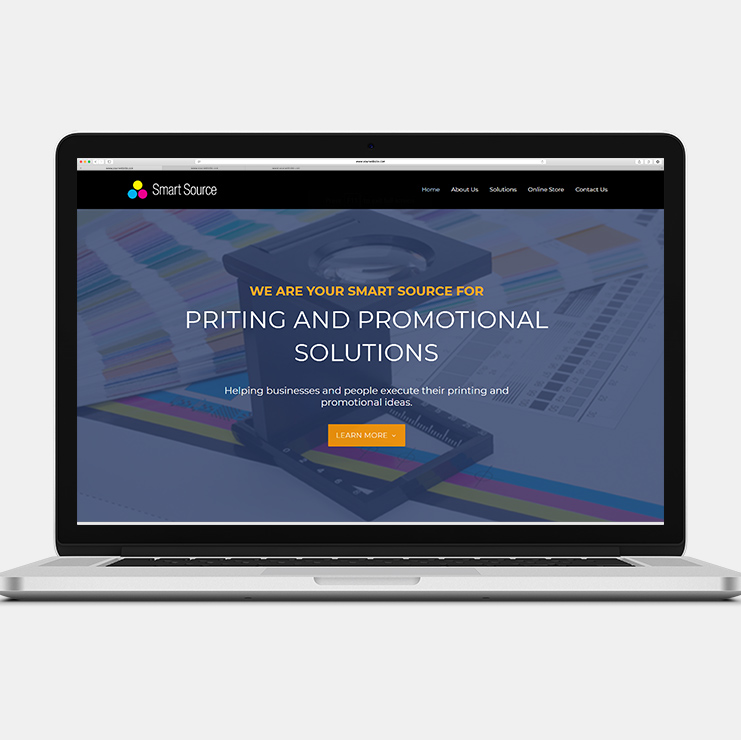 Smart Source
Home About Us Solutions Online Store Contact Us
WE ARE YOUR SMART SOURCE FOR
PRITING AND PROMOTIONAL
SOLUTIONS
Helping businesses and people execute their printing and
promotional ideas.
LEARN MORE